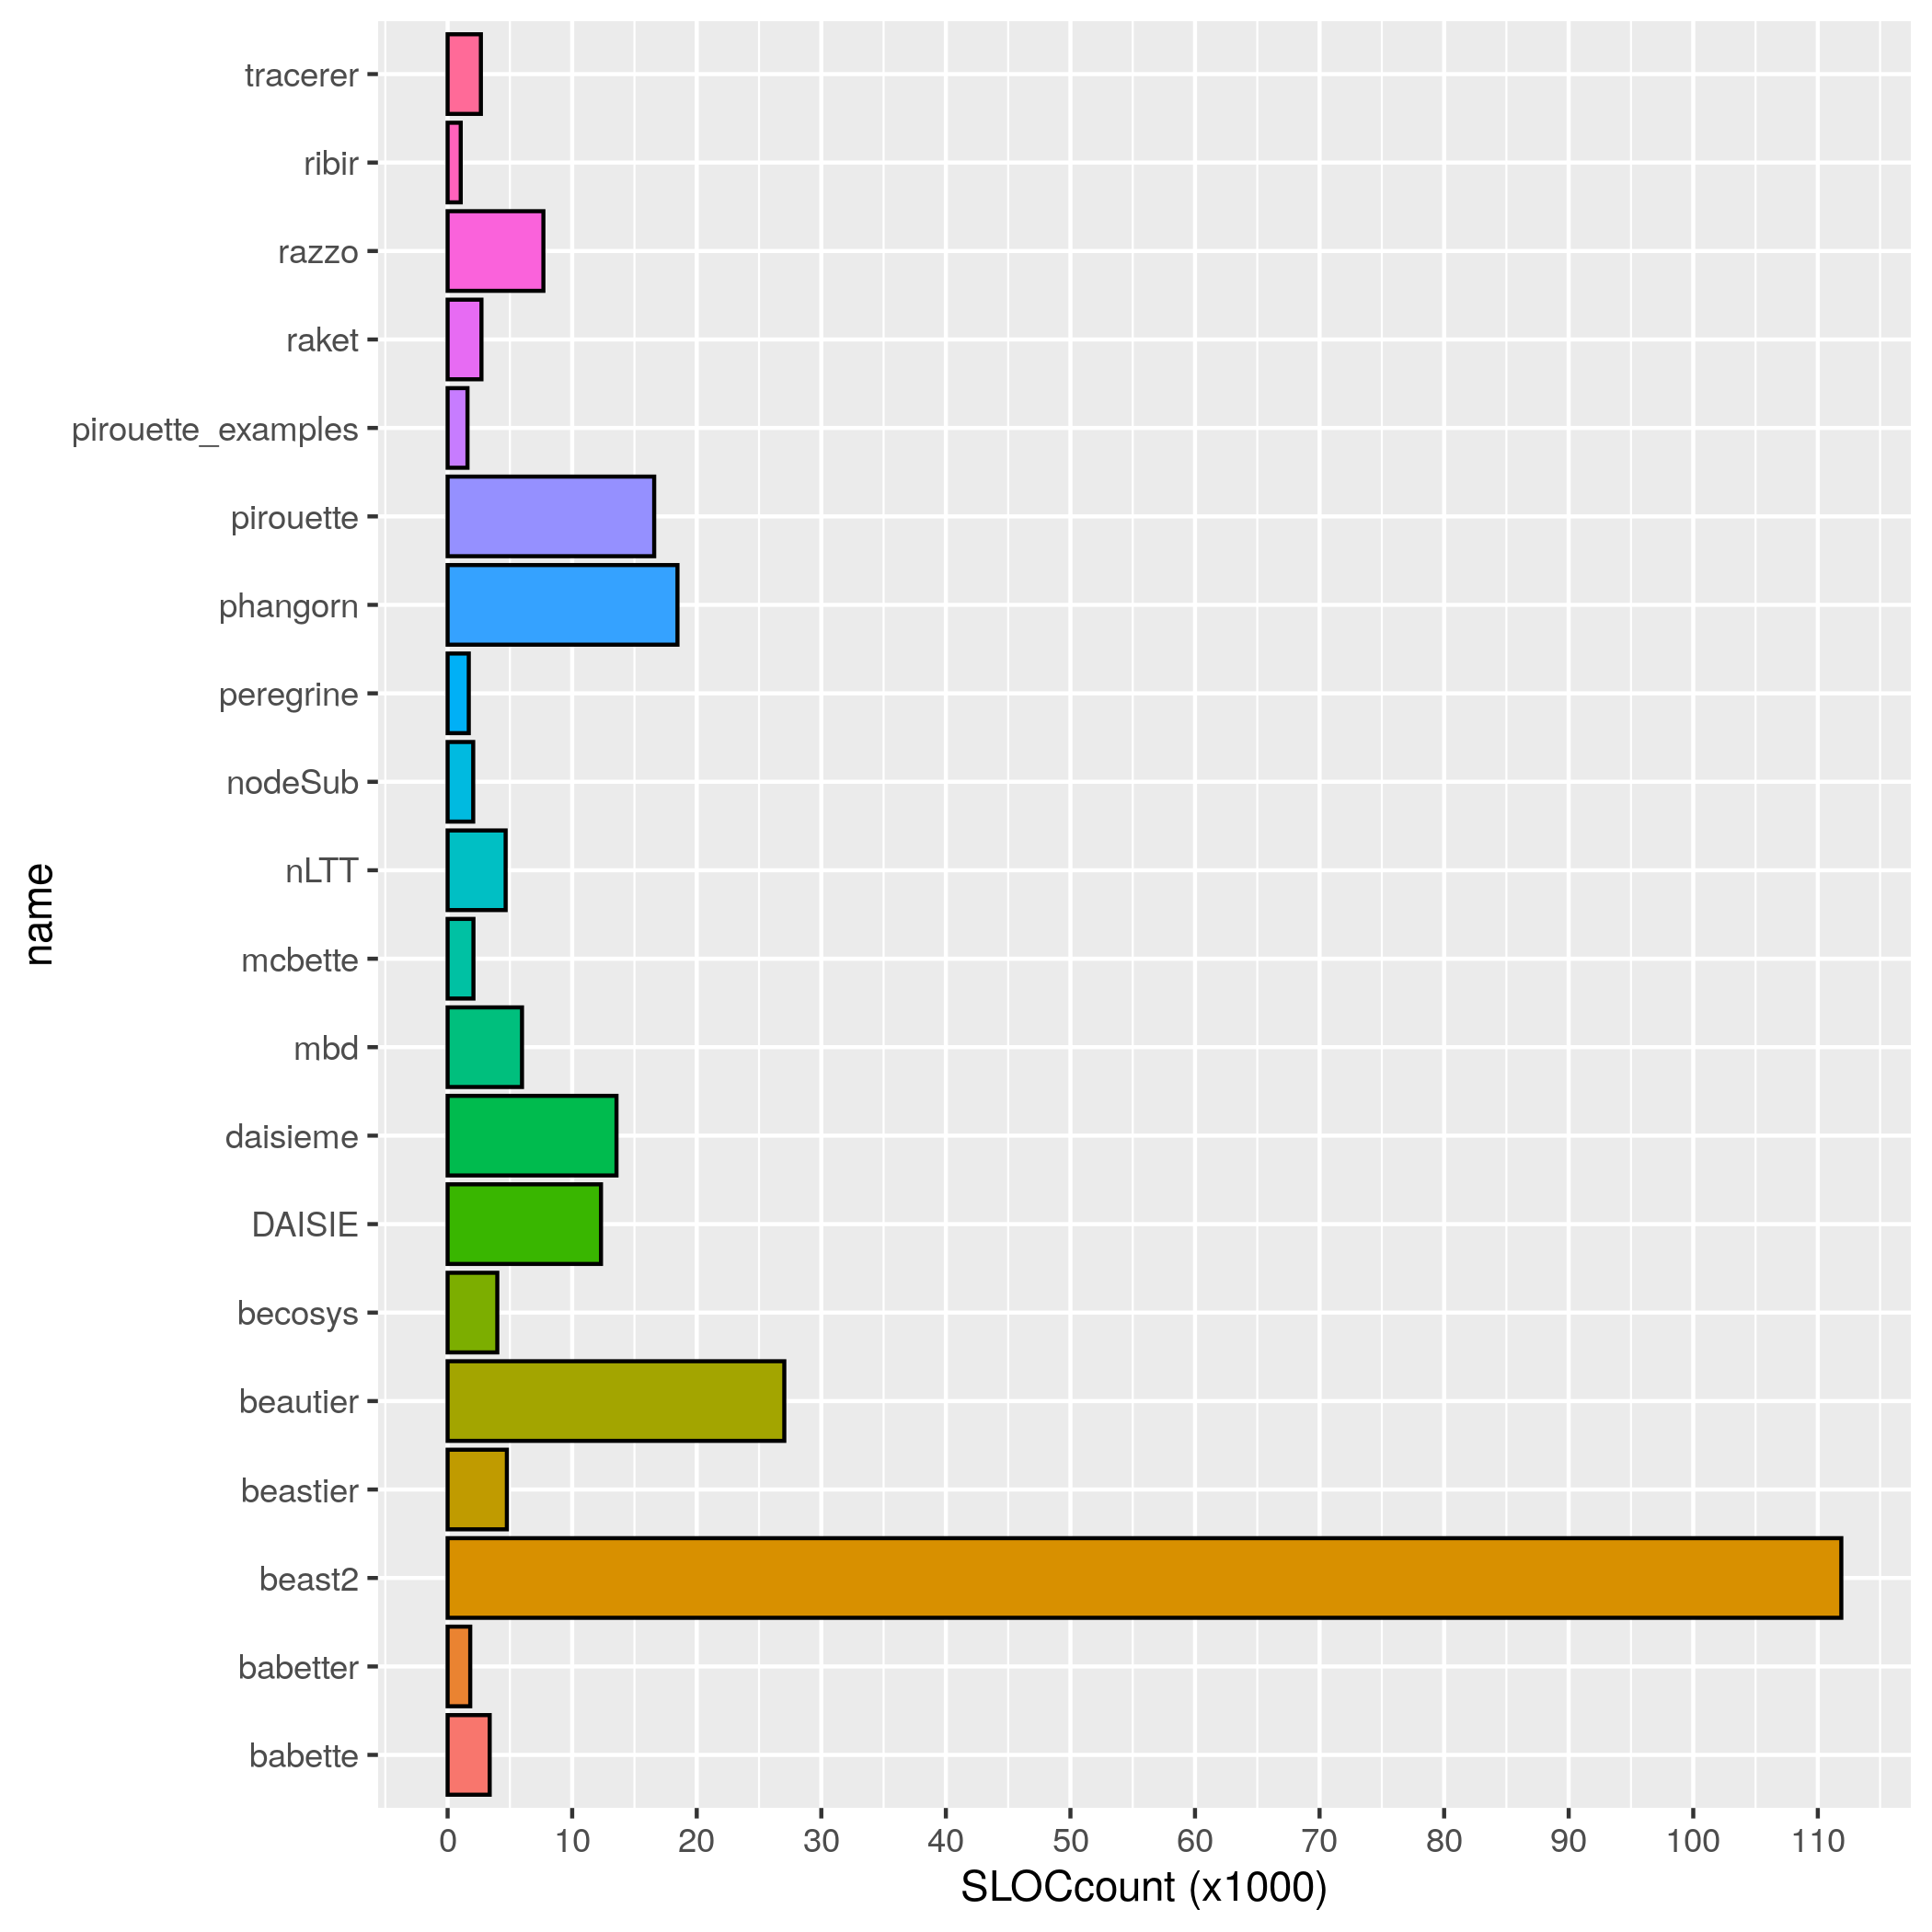 tracerer
ribir
razzo
raket
pirouette_examples
pirouette
phangorn
peregrine
nodeSub
nLTT
mcbette
mbd
daisieme
DAISIE
becosys
beautier
beastier
beast2
babetter
babette
name
0 10 20 30 40 50 60 70 80 90 100 110
SLOCcount (x1000)